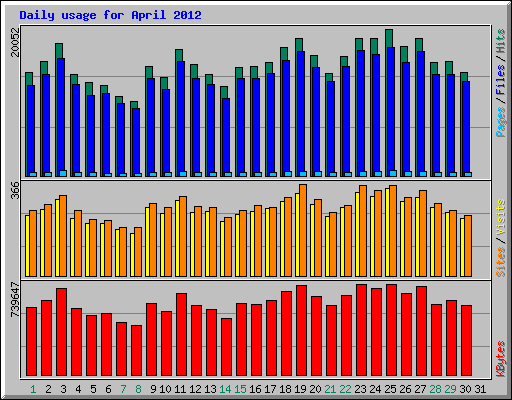 Daily usage for April 2012
20052
Pages / Files / Hits
366
Sites / Visits
739647
KBytes
1 2 3 4 5 6 7 8 9 10 11 12 13 14 15 16 17 18 19 20 21 22 23 24 25 26 27 28 29 30 31